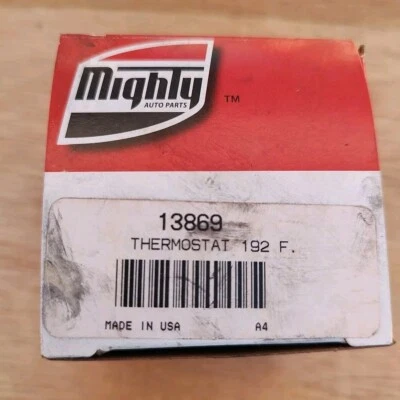 Mighty
AUTO PARTS
TM
13869
THERMOSTAT 192 F.
MADE IN USA A4